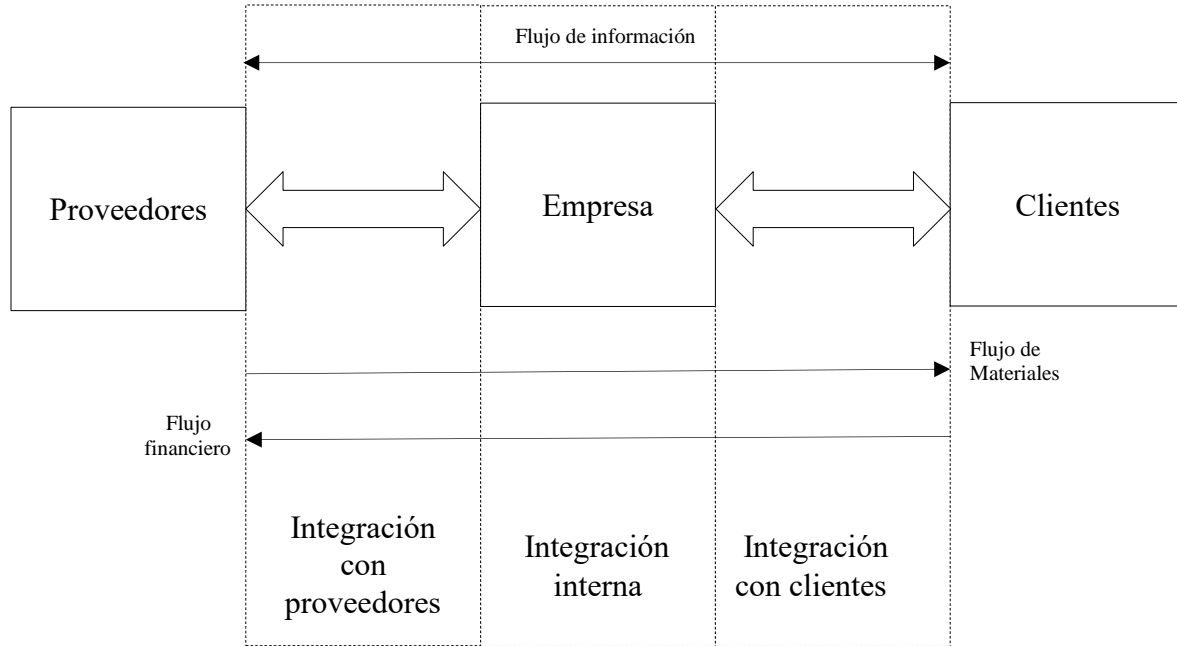 Flujo de información
Proveedores
Empresa
Clientes
Flujo de
Materiales
Flujo
financiero
Integración
con
proveedores
Integración
interna
Integración
con clientes